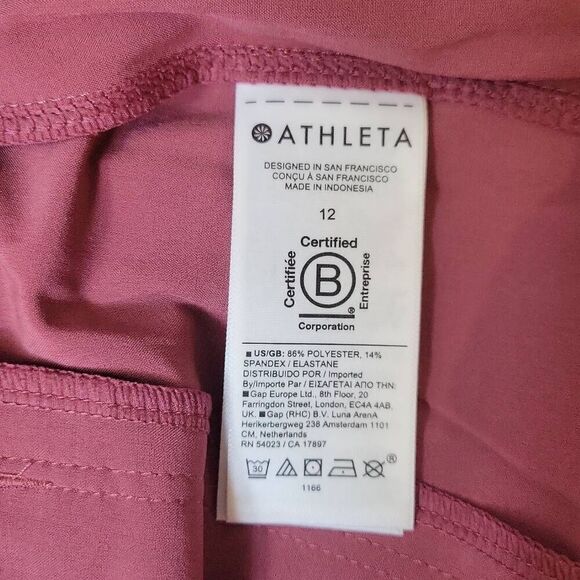 ATHLETA
DESIGNED IN SAN FRANCISCO
CONÇU À SAN FRANCISCO
MADE IN INDONESIA
12
Certified
Certifiée
B
Entreprise
®
Corporation
■ US/GB: 86% POLYESTER, 14%
SPANDEX / ELASTANE
DISTRIBUIDO POR / Imported
By/Importe Par / ΕΙΣΑΓΕΤΑΙ ΑΠΟ ΤΗΝ:
■ Gap Europe Ltd., 8th Floor, 20
Farringdon Street, London, EC4A 4AB,
UK. ■ Gap (RHC) B.V. Luna ArenA
Herikerbergweg 238 Amsterdam 1101
CM, Netherlands
RN 54023 / CA 17897
30
®
1166